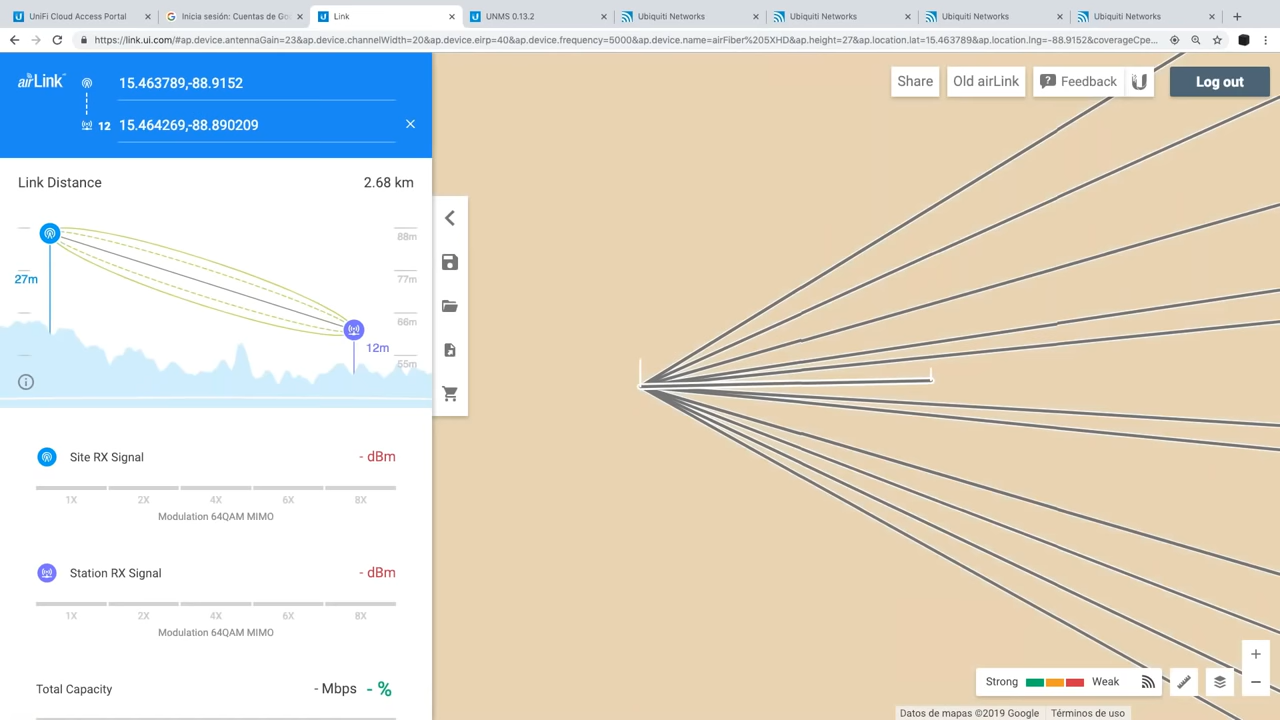 UniFi Cloud Access Portal
Inicia sesión: Cuentas de Go
Link
UNMS 0.13.2
Ubiquiti Networks
Ubiquiti Networks
Ubiquiti Networks
Ubiquiti Networks
https://link.ui.com/#ap.device.antennaGain=23&ap.device.channelWidth=20&ap.device.eirp=40&ap.device.frequency=5000&ap.device.name=airFiber%205XHD&ap.height=27&ap.location.lat=15.463789&ap.location.lng=-88.9152&coverageCpe…
airLink
15.463789,-88.9152
12 15.464269,-88.890209
Share
Old airLink
Feedback
Log out
Link Distance 2.68 km
88m
27m
77m
66m
12m
55m
Site RX Signal - dBm
1X 2X 4X 6X 8X
Modulation 64QAM MIMO
Station RX Signal - dBm
1X 2X 4X 6X 8X
Modulation 64QAM MIMO
Total Capacity - Mbps - %
Strong Weak
Datos de mapas ©2019 Google Términos de uso